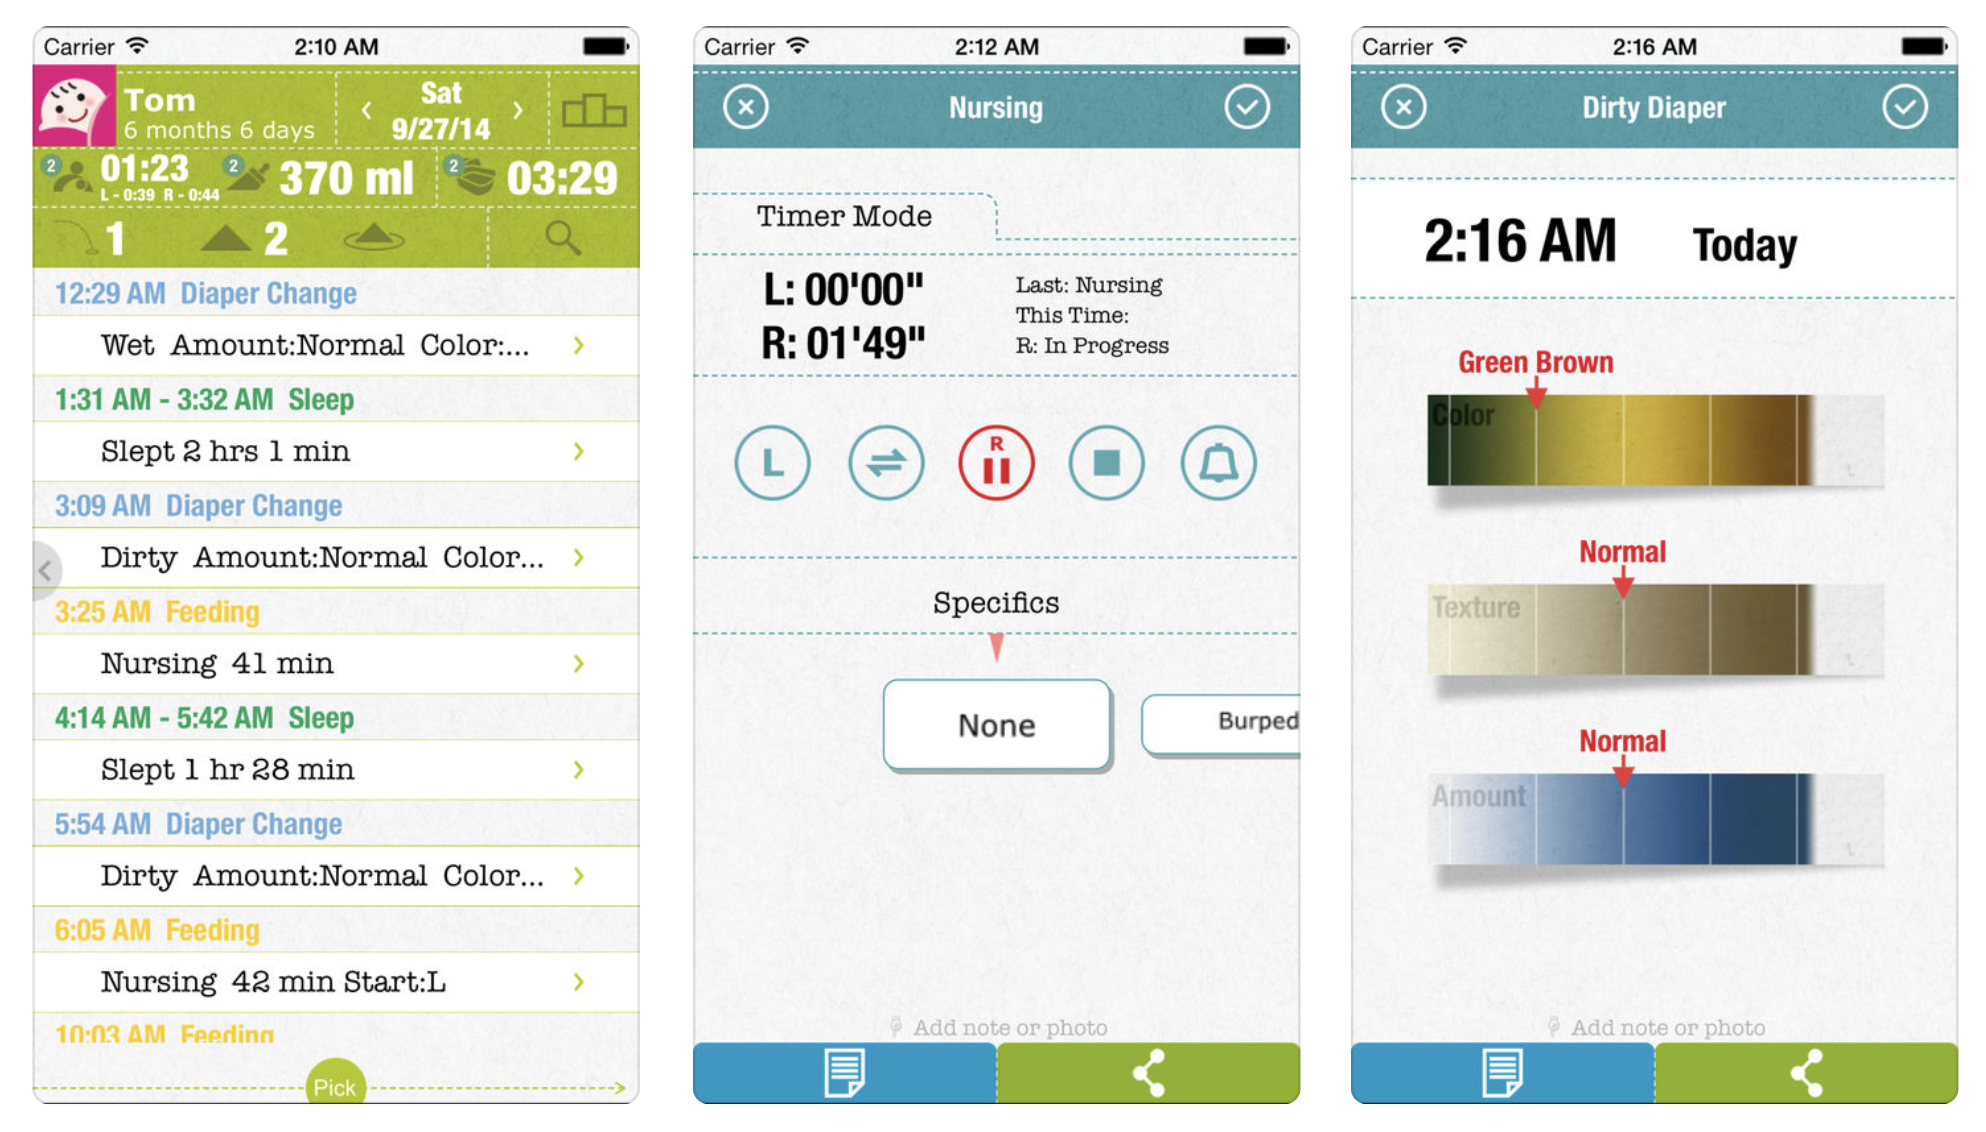 Carrier 2:10 AM
Tom
6 months 6 days
Sat
9/27/14
2 01:23
L - 0:39 R - 0:44
2 370 ml
2 03:29
1 2
12:29 AM Diaper Change
Wet Amount:Normal Color:...
1:31 AM - 3:32 AM Sleep
Slept 2 hrs 1 min
3:09 AM Diaper Change
Dirty Amount:Normal Color...
3:25 AM Feeding
Nursing 41 min
4:14 AM - 5:42 AM Sleep
Slept 1 hr 28 min
5:54 AM Diaper Change
Dirty Amount:Normal Color...
6:05 AM Feeding
Nursing 42 min Start:L
10:03 AM Feeding
Pick
Carrier 2:12 AM
Nursing
Timer Mode
L: 00'00"
R: 01'49"
Last: Nursing
This Time:
R: In Progress
L
R
Specifics
None
Burped
Add note or photo
Carrier 2:16 AM
Dirty Diaper
2:16 AM Today
Green Brown
Color
Normal
Texture
Normal
Amount
Add note or photo